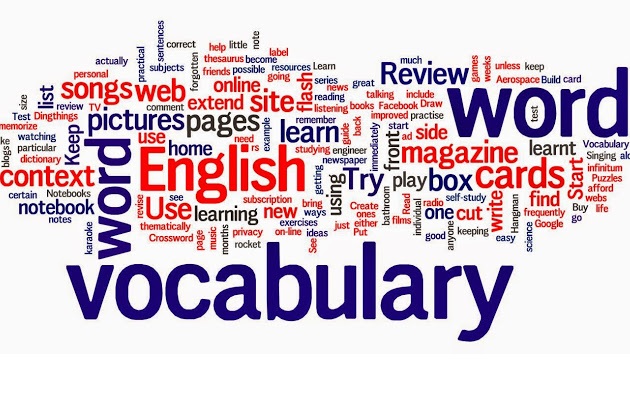 actually
practical
sentences
correct
help
little
note
label
thesaurus
become
personal
subjects
forgotten
friends
possible
resources
Learn
going
much
Review
games
weeks
unless
keep
Aerospace
Build
card
size
list
songs
web
online
flash
series
news
great
reading
word
review
TV
comment
extend
site
listening
talking
include
books
Facebook
Draw
test
Test
Dingthings
pictures
pages
example
remember
guide
back
improved
practise
memorize
Keep
use
learn
immediately
start
ad
side
watching
home
need
rs
studying
engineer
front
magazine
learnt
Vocabulary
blogs
particular
word
English
newspaper
Singing
dictionary
getting
using
Try
play
box
cards
Start
infinitum
context
Puzzles
certain
Notebooks
revise
see
subscription
bring
Create
bathroom
Read
individual
radio
self-study
write
find
afford
webs
notebook
Use
learning
new
ways
ones
films
one
cut
Hangman
frequently
life
notes
karaoke
thematically
exercises
just
either
Google
Buy
go
Crossword
page
music
months
privacy
on-line
ideas
See
Put
good
anyone
keeping
easy
science
rocket
vocabulary